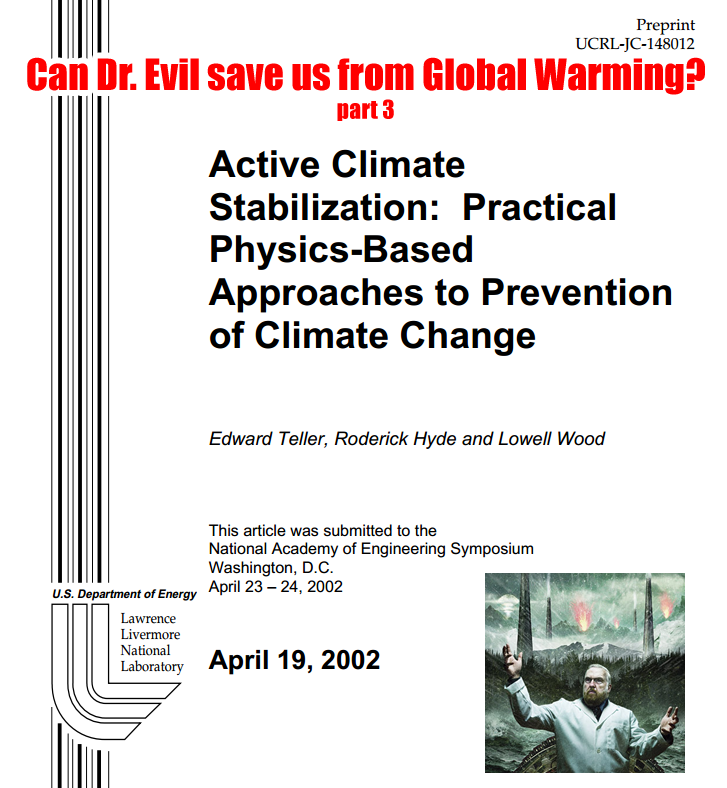 Preprint
UCRL-JC-148012
Can Dr. Evil save us from Global Warming?
part 3
Active Climate
Stabilization: Practical
Physics-Based
Approaches to Prevention
of Climate Change
Edward Teller, Roderick Hyde and Lowell Wood
This article was submitted to the
National Academy of Engineering Symposium
Washington, D.C.
April 23 – 24, 2002
U.S. Department of Energy
Lawrence
Livermore
National
Laboratory
April 19, 2002